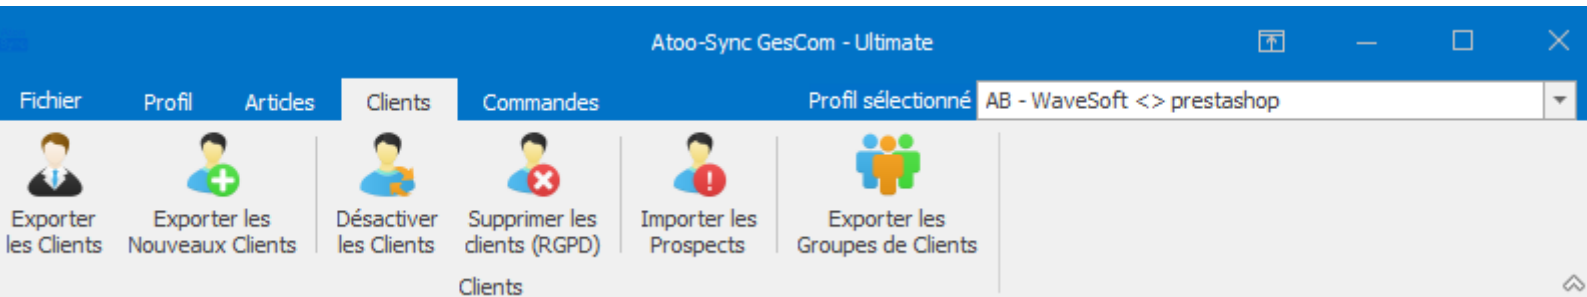 Atoo-Sync GesCom - Ultimate
Fichier Profil Articles Clients Commandes Profil sélectionné AB - WaveSoft <> prestashop
Exporter les Clients
Exporter les Nouveaux Clients
Désactiver les Clients
Supprimer les clients (RGPD)
Importer les Prospects
Exporter les Groupes de Clients
Clients